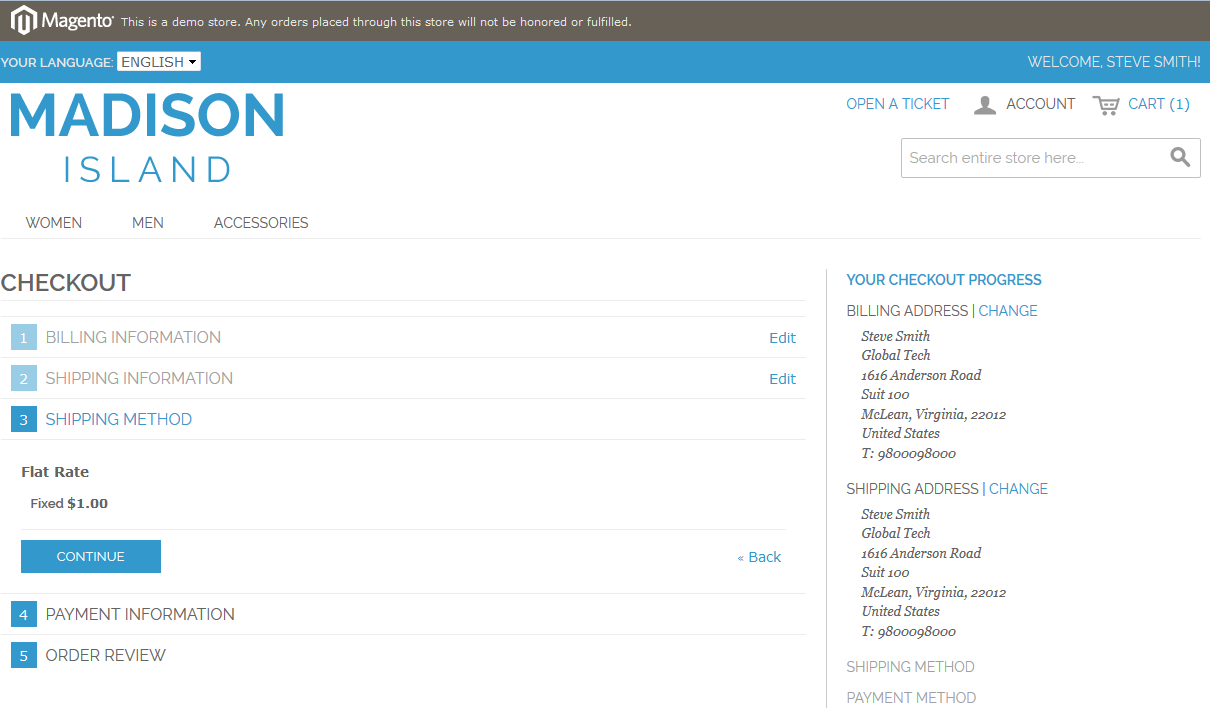 Magento This is a demo store. Any orders placed through this store will not be honored or fulfilled.
YOUR LANGUAGE: ENGLISH
WELCOME, STEVE SMITH!
MADISON
ISLAND
OPEN A TICKET ACCOUNT CART (1)
Search entire store here...
WOMEN MEN ACCESSORIES
CHECKOUT
1 BILLING INFORMATION Edit
2 SHIPPING INFORMATION Edit
3 SHIPPING METHOD
Flat Rate
Fixed $1.00
CONTINUE « Back
4 PAYMENT INFORMATION
5 ORDER REVIEW
YOUR CHECKOUT PROGRESS
BILLING ADDRESS | CHANGE
Steve Smith
Global Tech
1616 Anderson Road
Suit 100
McLean, Virginia, 22012
United States
T: 9800098000
SHIPPING ADDRESS | CHANGE
Steve Smith
Global Tech
1616 Anderson Road
Suit 100
McLean, Virginia, 22012
United States
T: 9800098000
SHIPPING METHOD
PAYMENT METHOD